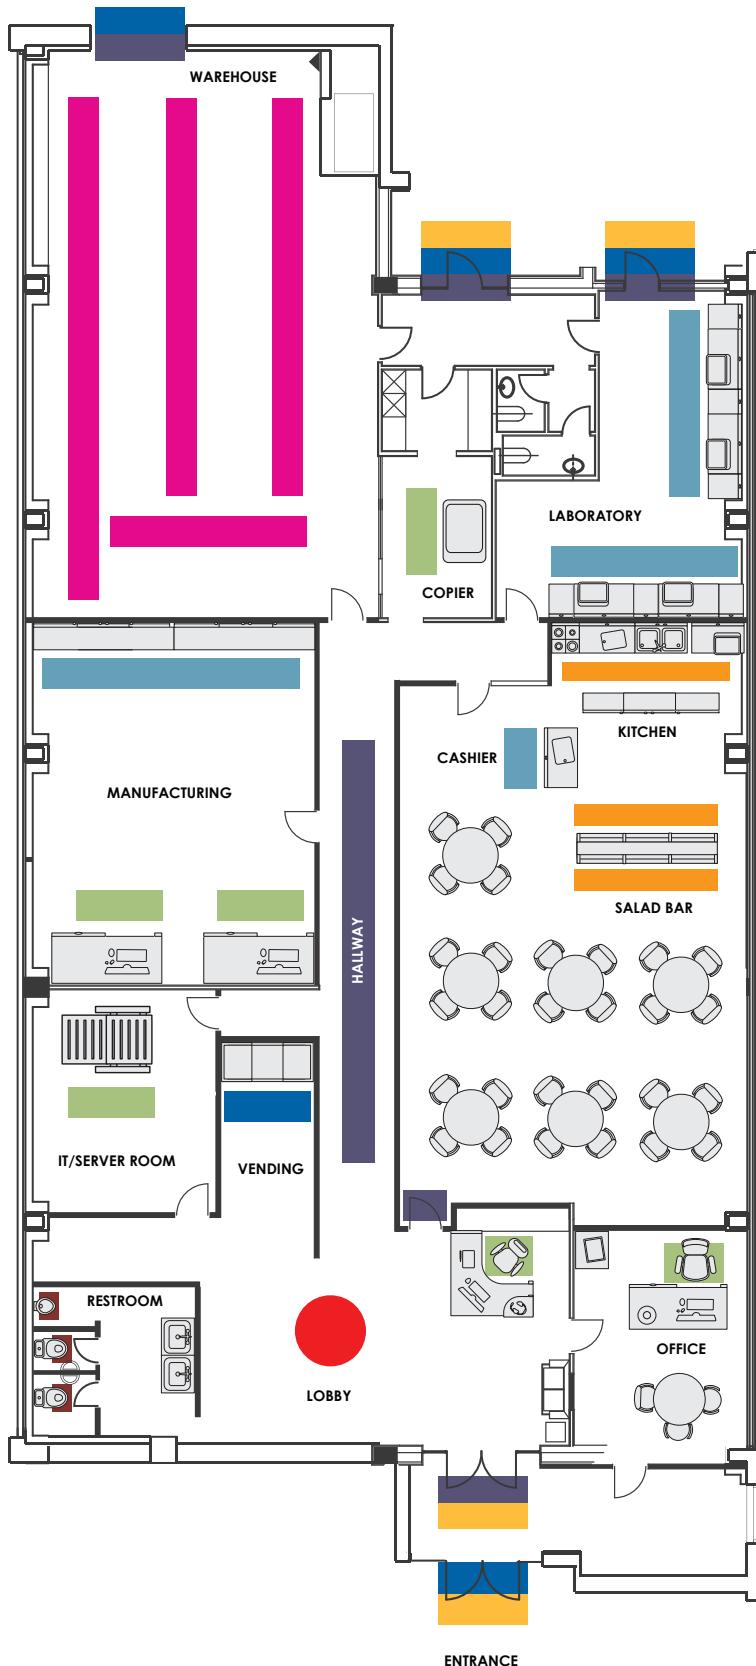 WAREHOUSE
LABORATORY
COPIER
KITCHEN
CASHIER
MANUFACTURING
SALAD BAR
HALLWAY
IT/SERVER ROOM
VENDING
RESTROOM
OFFICE
LOBBY
ENTRANCE